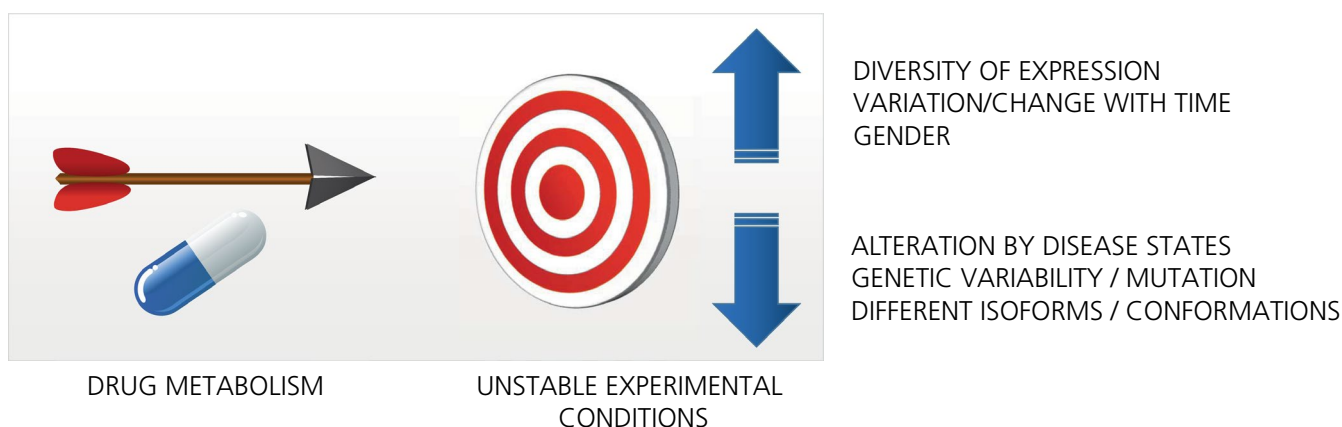 DIVERSITY OF EXPRESSION
VARIATION/CHANGE WITH TIME
GENDER
ALTERATION BY DISEASE STATES
GENETIC VARIABILITY / MUTATION
DIFFERENT ISOFORMS / CONFORMATIONS
DRUG METABOLISM
UNSTABLE EXPERIMENTAL
CONDITIONS